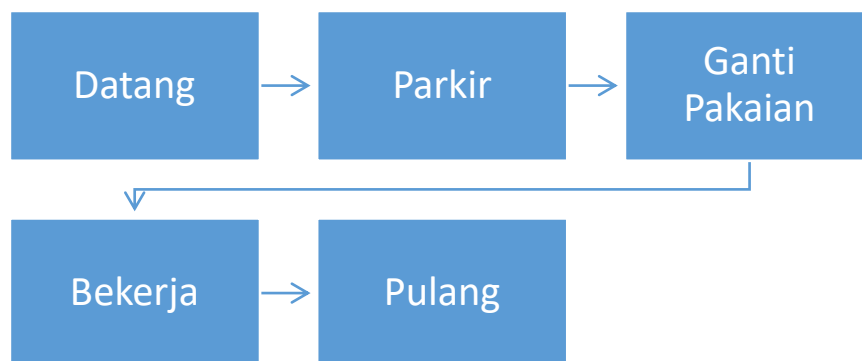 Datang
Parkir
Ganti
Pakaian
Bekerja
Pulang